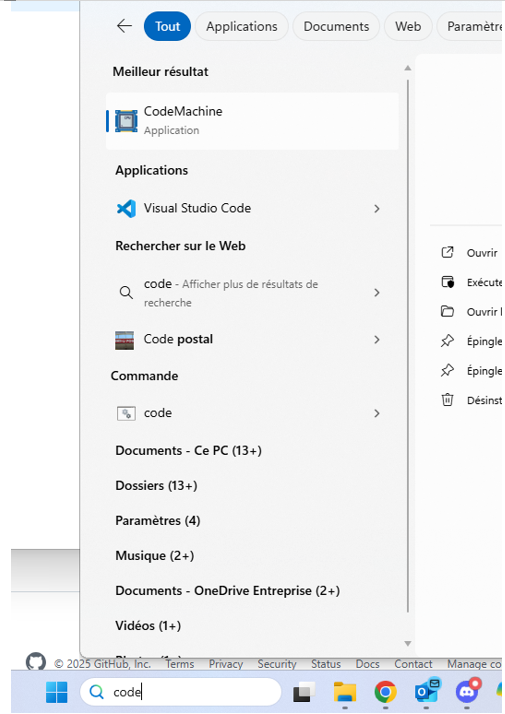 Tout Applications Documents Web Paramètre
Meilleur résultat
CodeMachine
Application
Applications
Visual Studio Code
Rechercher sur le Web
code - Afficher plus de résultats de
recherche
Code postal
Commande
code
Documents - Ce PC (13+)
Dossiers (13+)
Paramètres (4)
Musique (2+)
Documents - OneDrive Entreprise (2+)
Vidéos (1+)
Ouvrir
Exécute
Ouvrir l
Épingle
Épingle
Désinst
© 2025 GitHub, Inc. Terms Privacy Security Status Docs Contact Manage co
code